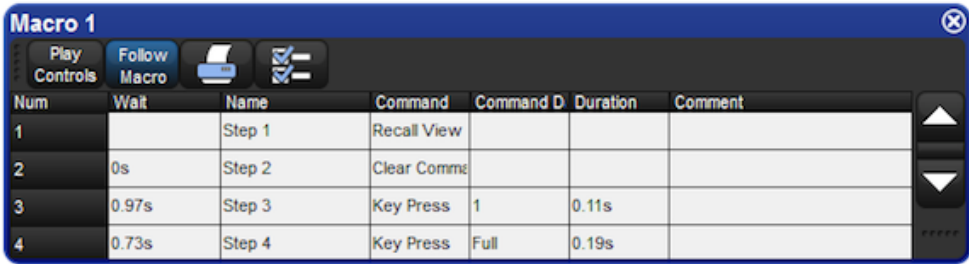 Macro 1
Play Controls Follow Macro
Num Wait Name Command Command D Duration Comment
1 Step 1 Recall View
2 0s Step 2 Clear Comma
3 0.97s Step 3 Key Press 1 0.11s
4 0.73s Step 4 Key Press Full 0.19s